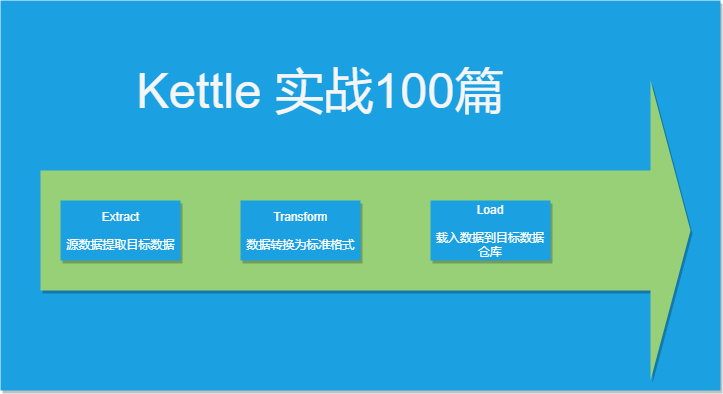 Kettle 实战100篇
Extract
源数据提取目标数据
Transform
数据转换为标准格式
Load
载入数据到目标数据
仓库